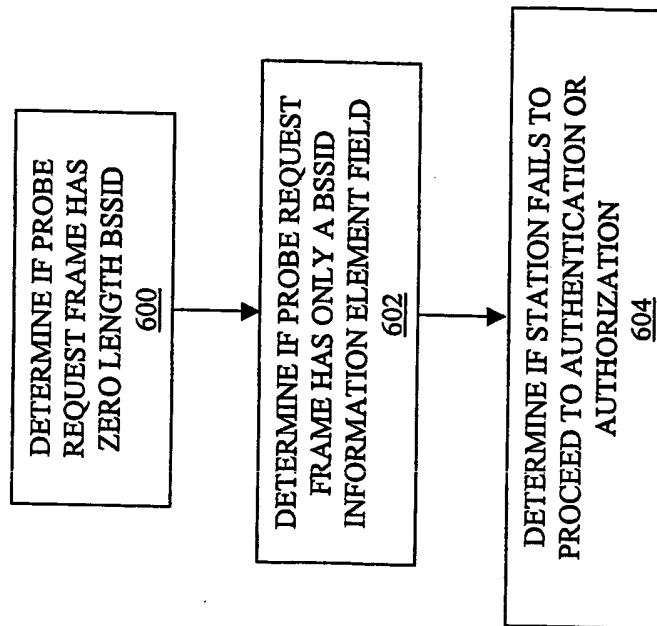 DETERMINE IF PROBE
REQUEST FRAME HAS
ZERO LENGTH BSSID
600
DETERMINE IF PROBE REQUEST
FRAME HAS ONLY A BSSID
INFORMATION ELEMENT FIELD
602
DETERMINE IF STATION FAILS TO
PROCEED TO AUTHENTICATION OR
AUTHORIZATION
604